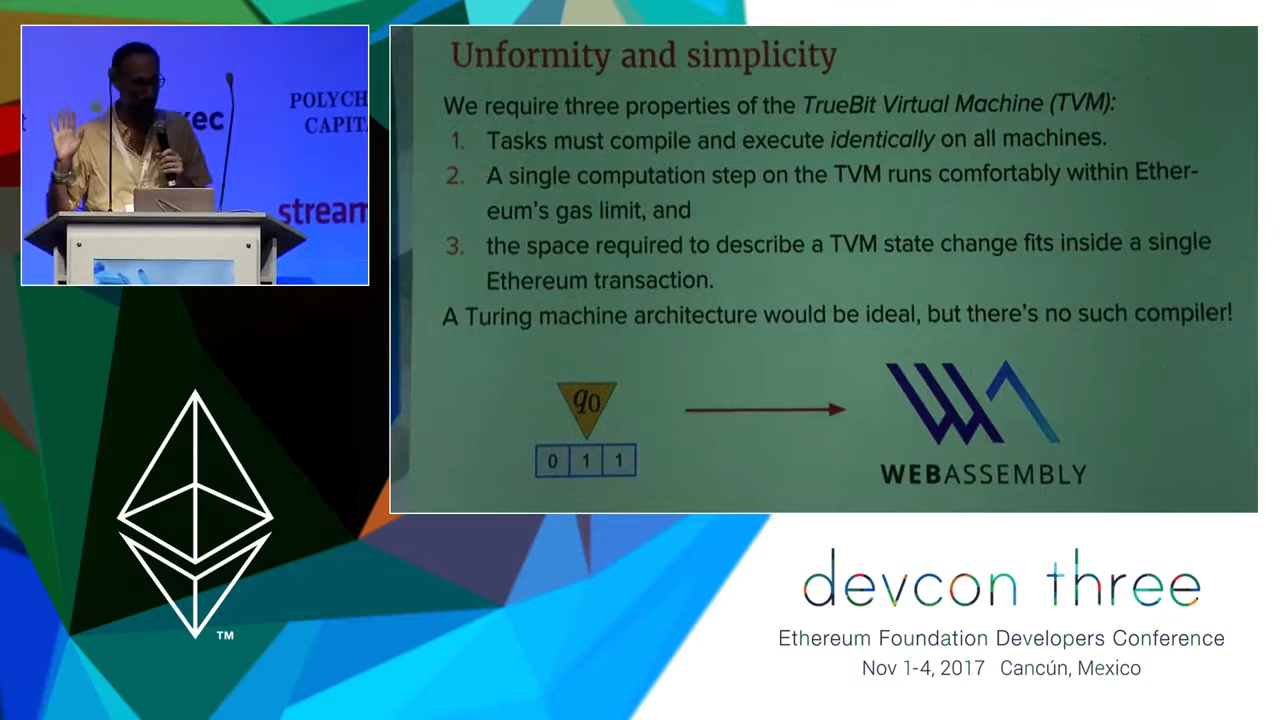 POLYCH
CAPIT
xec
stream
Unformity and simplicity
We require three properties of the TrueBit Virtual Machine (TVM):
1. Tasks must compile and execute identically on all machines.
2. A single computation step on the TVM runs comfortably within Ether-
eum's gas limit, and
3. the space required to describe a TVM state change fits inside a single
Ethereum transaction.
A Turing machine architecture would be ideal, but there's no such compiler!
q0
0 1 1
WEBASSEMBLY
TM
devcon three
Ethereum Foundation Developers Conference
Nov 1-4, 2017 Cancún, Mexico